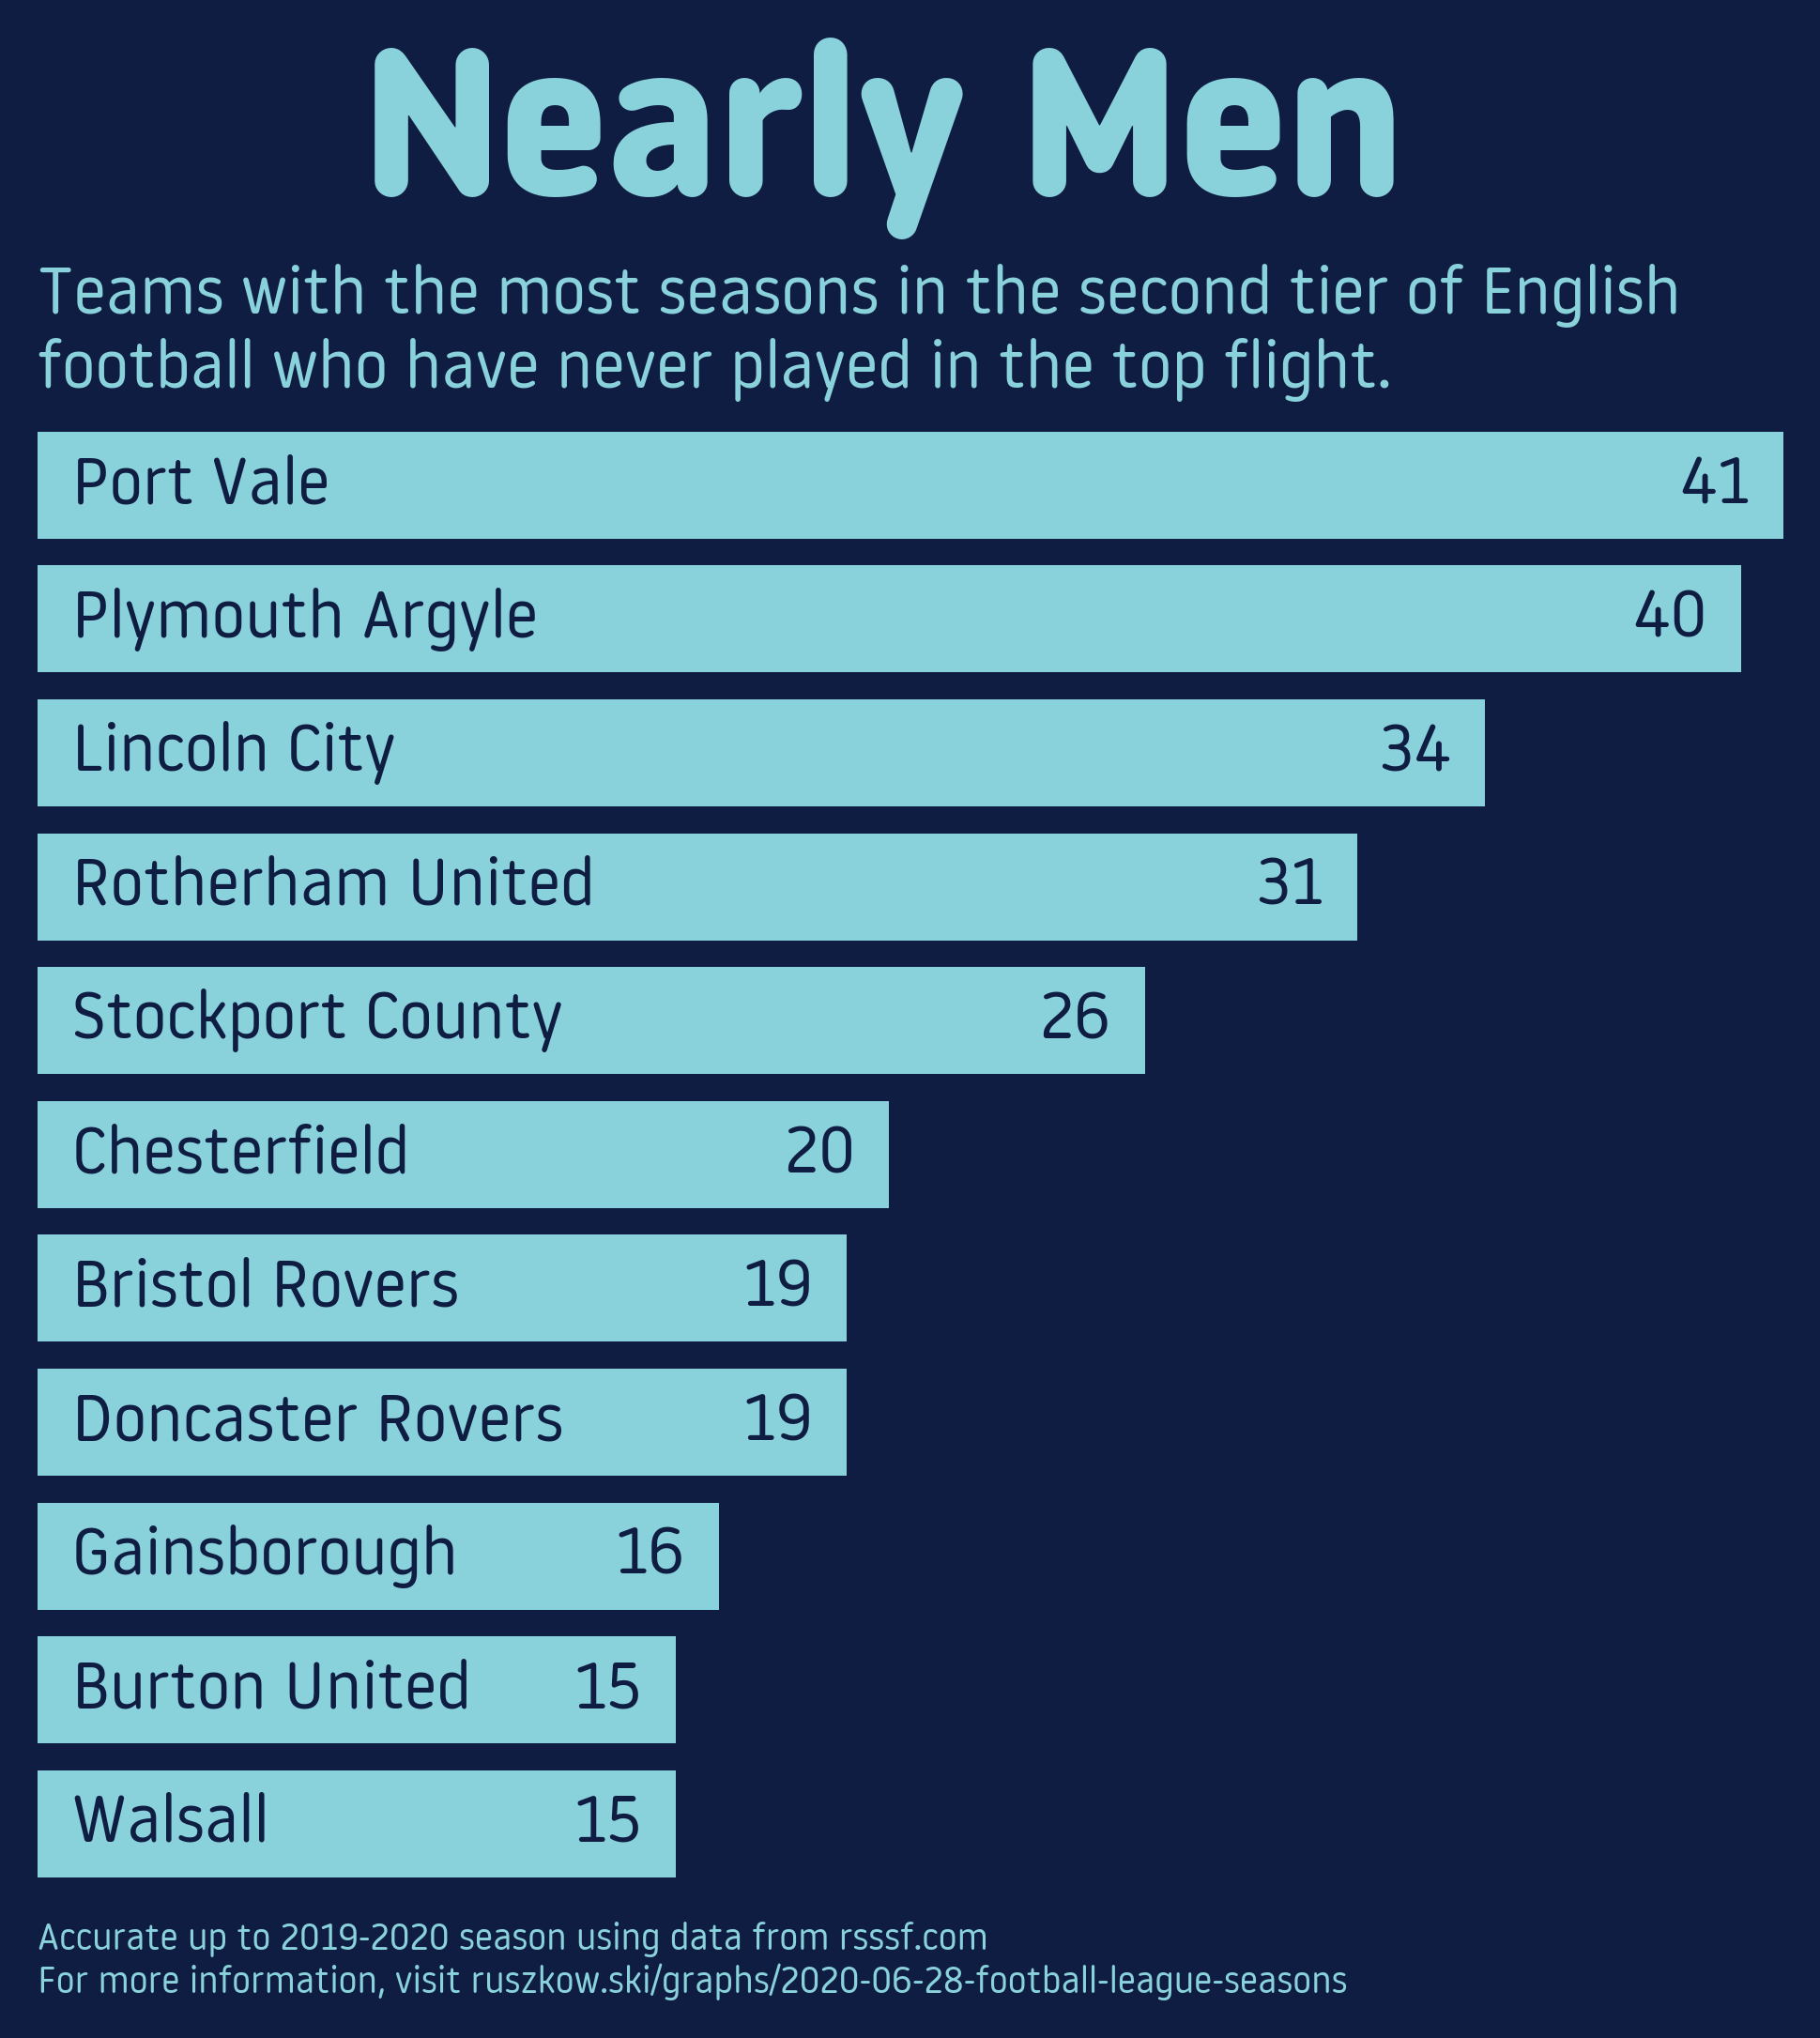 Nearly Men
Teams with the most seasons in the second tier of English
football who have never played in the top flight.
Port Vale 41
Plymouth Argyle 40
Lincoln City 34
Rotherham United 31
Stockport County 26
Chesterfield 20
Bristol Rovers 19
Doncaster Rovers 19
Gainsborough 16
Burton United 15
Walsall 15
Accurate up to 2019-2020 season using data from rsssf.com
For more information, visit ruszkow.ski/graphs/2020-06-28-football-league-seasons